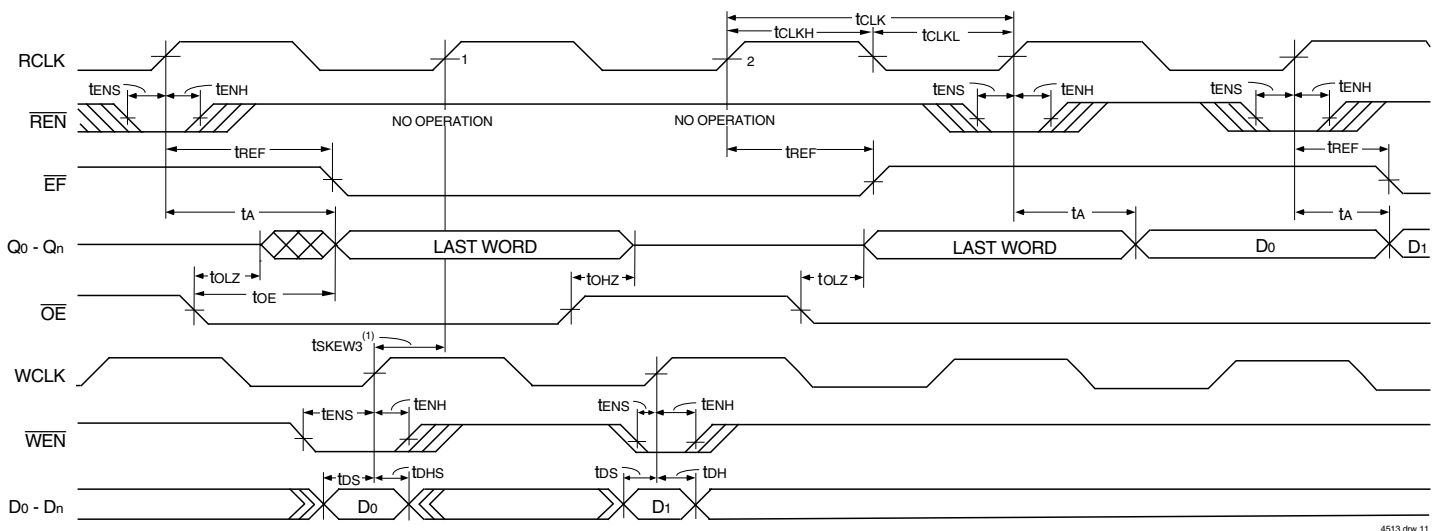 tCLK
tCLKH tCLKL
RCLK 1 2
tENS tENH tENS tENH tENS tENH
REN NO OPERATION NO OPERATION
tREF tREF tREF
EF
tA tA tA
Q0 - Qn LAST WORD LAST WORD D0 D1
tOLZ tOHZ tOLZ
tOE
OE
tSKEW3(1)
WCLK
tENS tENH tENS tENH
WEN
tDS tDHS tDS tDH
D0 - Dn D0 D1
4513 drw 11